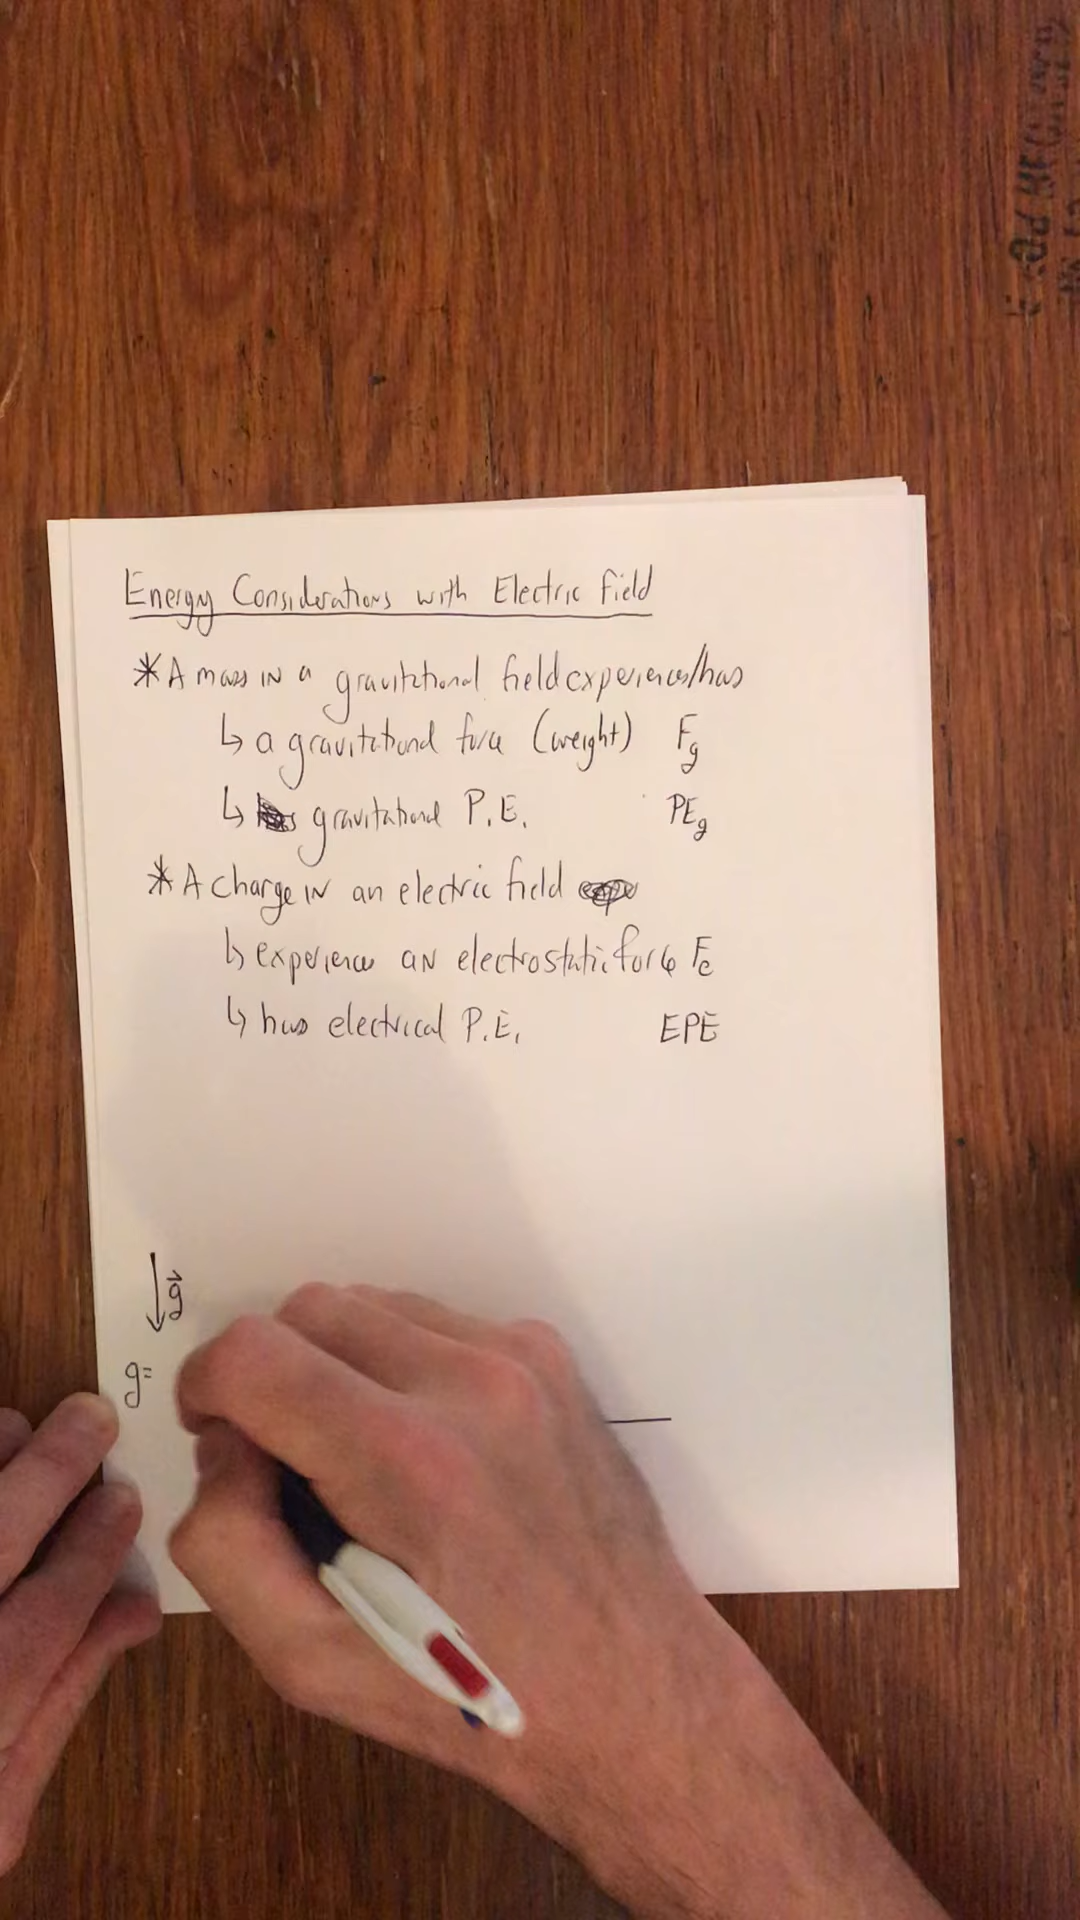 Energy Considerations with Electric Field
* A mass in a gravitational field experiences/has
↳ a gravitational force (weight) Fg
↳ gravitational P.E. PEg
* A charge in an electric field
↳ experiences an electrostatic force Fe
↳ has electrical P.E. EPE
g⃗
g=